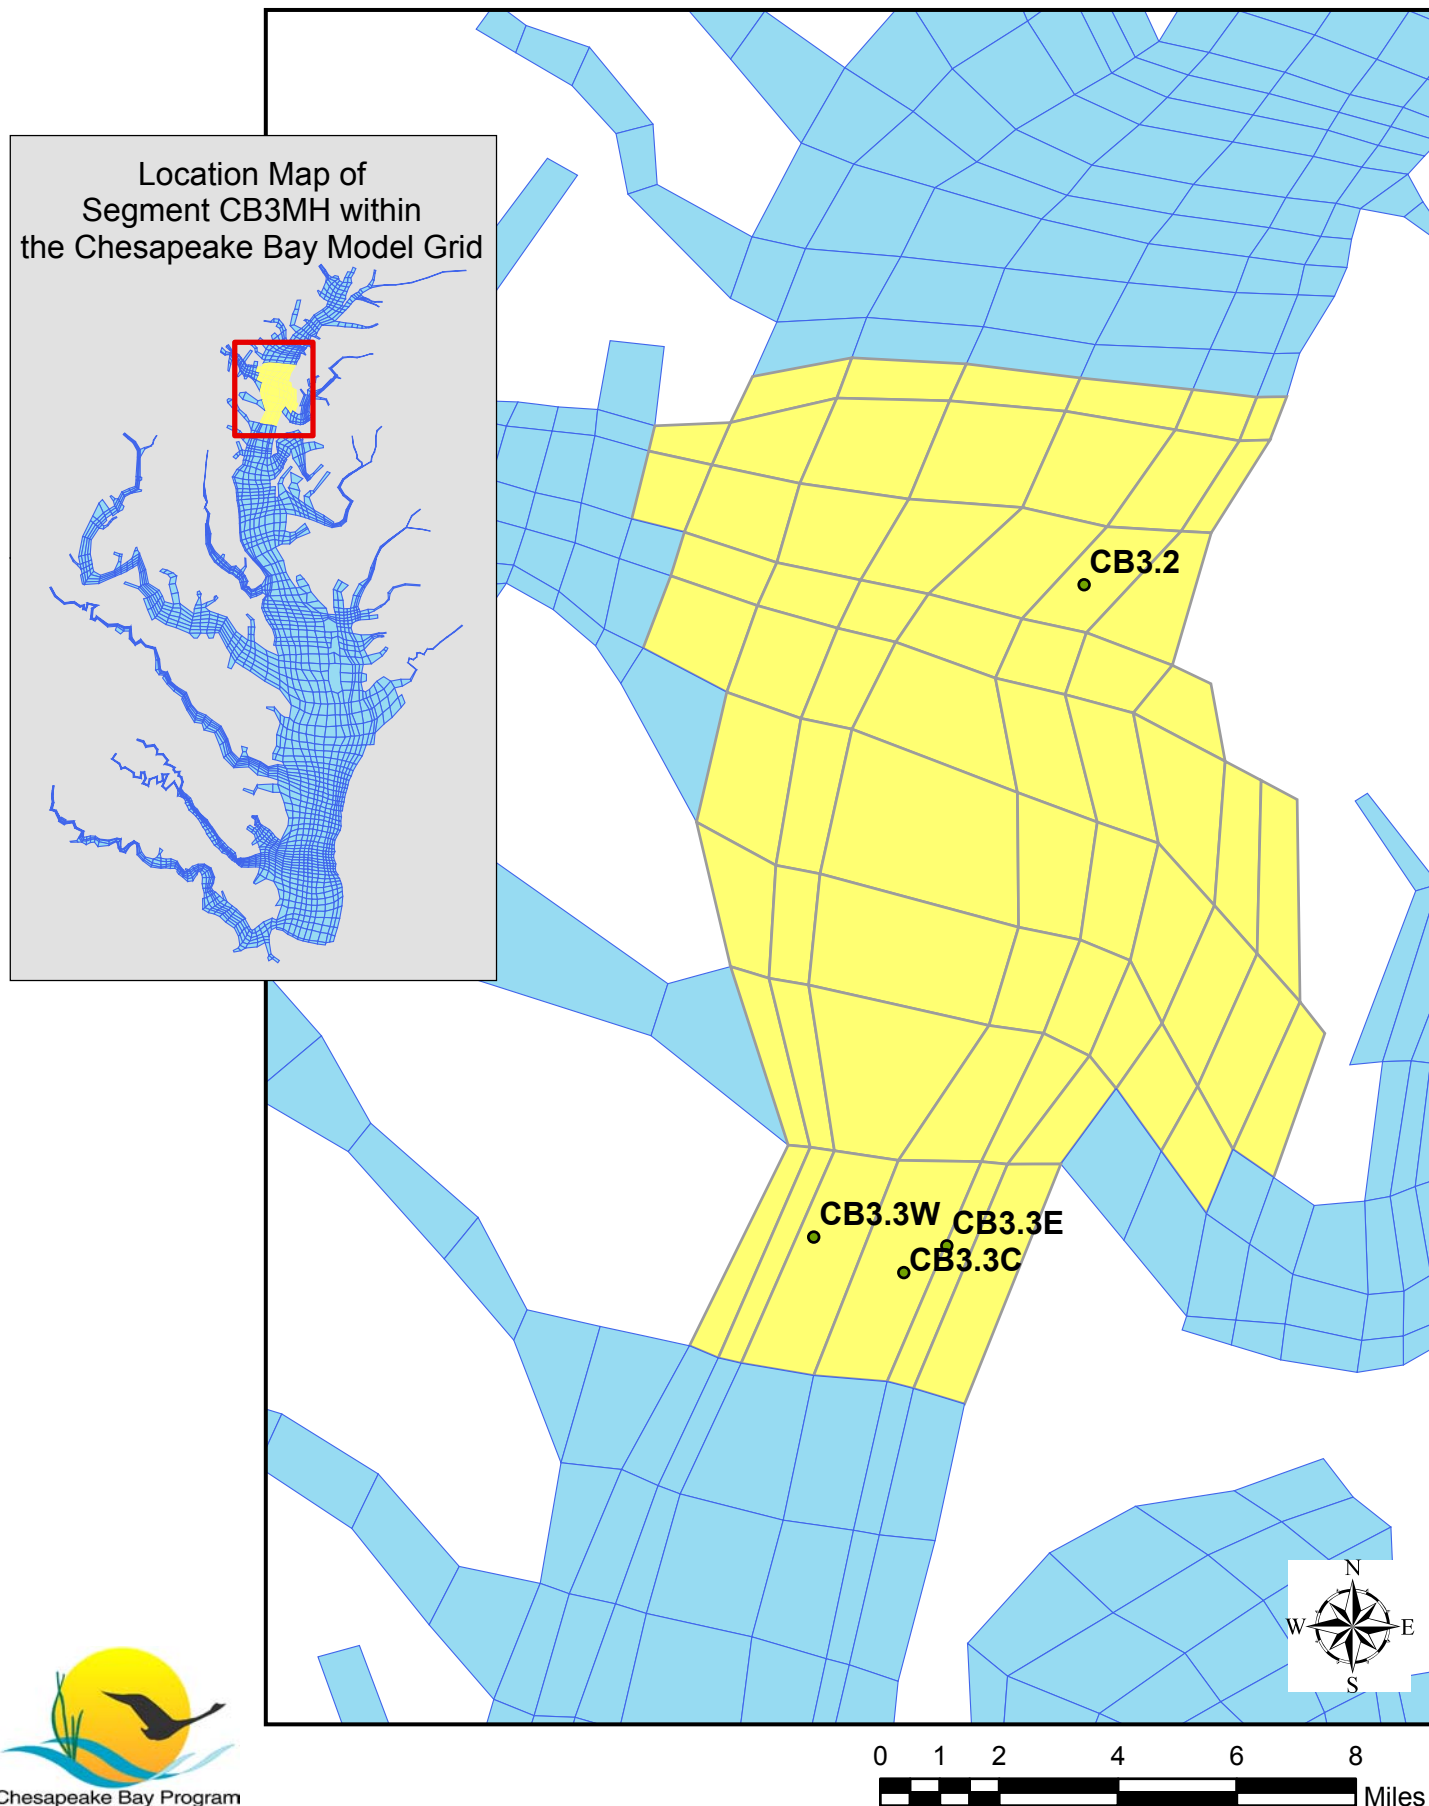 Location Map of
Segment CB3MH within
the Chesapeake Bay Model Grid
CB3.2
CB3.3W
CB3.3E
CB3.3C
N
W E
S
0 1 2 4 6 8
Miles
Chesapeake Bay Program